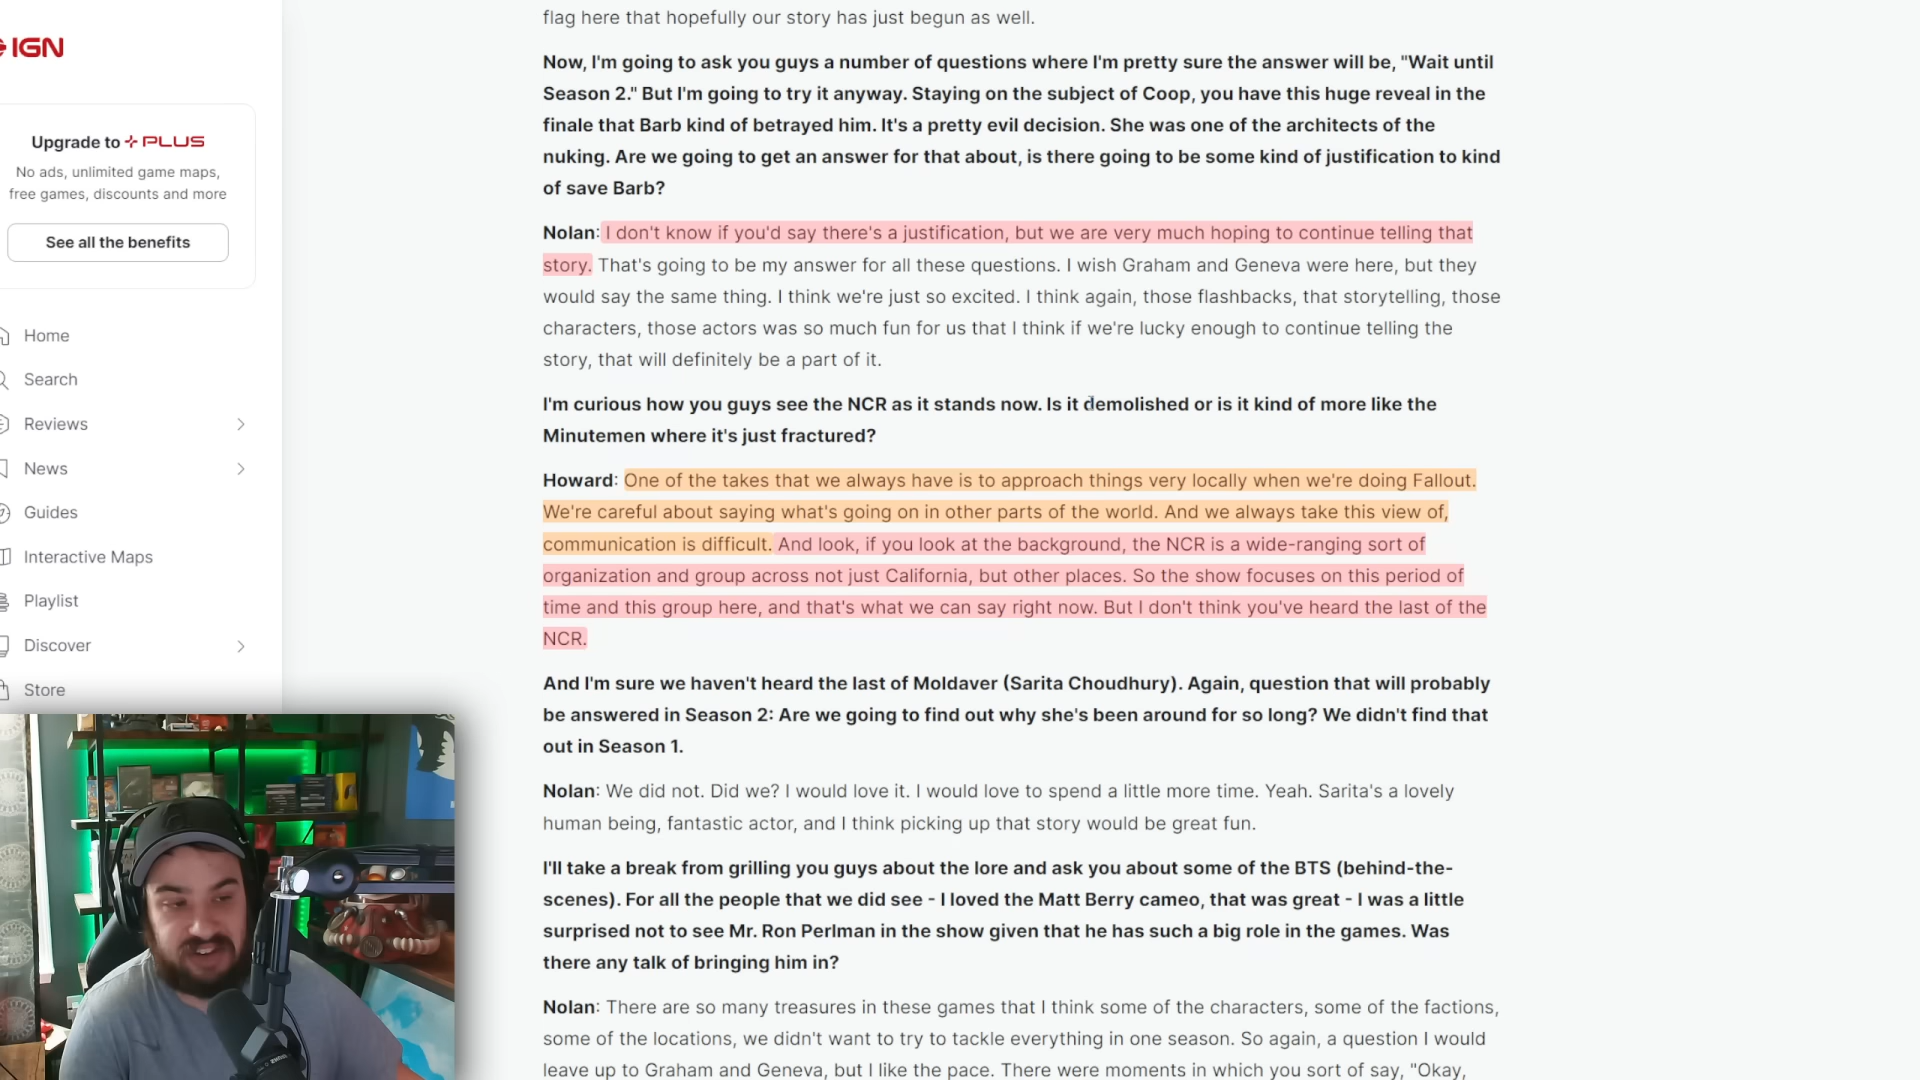 flag here that hopefully our story has just begun as well.
IGN
Upgrade to PLUS
No ads, unlimited game maps,
free games, discounts and more
See all the benefits
Home
Search
Reviews
News
Guides
Interactive Maps
Playlist
Discover
Store
Now, I'm going to ask you guys a number of questions where I'm pretty sure the answer will be, "Wait until
Season 2." But I'm going to try it anyway. Staying on the subject of Coop, you have this huge reveal in the
finale that Barb kind of betrayed him. It's a pretty evil decision. She was one of the architects of the
nuking. Are we going to get an answer for that about, is there going to be some kind of justification to kind
of save Barb?
Nolan: I don't know if you'd say there's a justification, but we are very much hoping to continue telling that
story. That's going to be my answer for all these questions. I wish Graham and Geneva were here, but they
would say the same thing. I think we're just so excited. I think again, those flashbacks, that storytelling, those
characters, those actors was so much fun for us that I think if we're lucky enough to continue telling the
story, that will definitely be a part of it.
I'm curious how you guys see the NCR as it stands now. Is it demolished or is it kind of more like the
Minutemen where it's just fractured?
Howard: One of the takes that we always have is to approach things very locally when we're doing Fallout.
We're careful about saying what's going on in other parts of the world. And we always take this view of,
communication is difficult. And look, if you look at the background, the NCR is a wide-ranging sort of
organization and group across not just California, but other places. So the show focuses on this period of
time and this group here, and that's what we can say right now. But I don't think you've heard the last of the
NCR.
And I'm sure we haven't heard the last of Moldaver (Sarita Choudhury). Again, question that will probably
be answered in Season 2: Are we going to find out why she's been around for so long? We didn't find that
out in Season 1.
Nolan: We did not. Did we? I would love it. I would love to spend a little more time. Yeah. Sarita's a lovely
human being, fantastic actor, and I think picking up that story would be great fun.
I'll take a break from grilling you guys about the lore and ask you about some of the BTS (behind-the-
scenes). For all the people that we did see - I loved the Matt Berry cameo, that was great - I was a little
surprised not to see Mr. Ron Perlman in the show given that he has such a big role in the games. Was
there any talk of bringing him in?
Nolan: There are so many treasures in these games that I think some of the characters, some of the factions,
some of the locations, we didn't want to try to tackle everything in one season. So again, a question I would
leave up to Graham and Geneva, but I like the pace. There were moments in which you sort of say, "Okay,